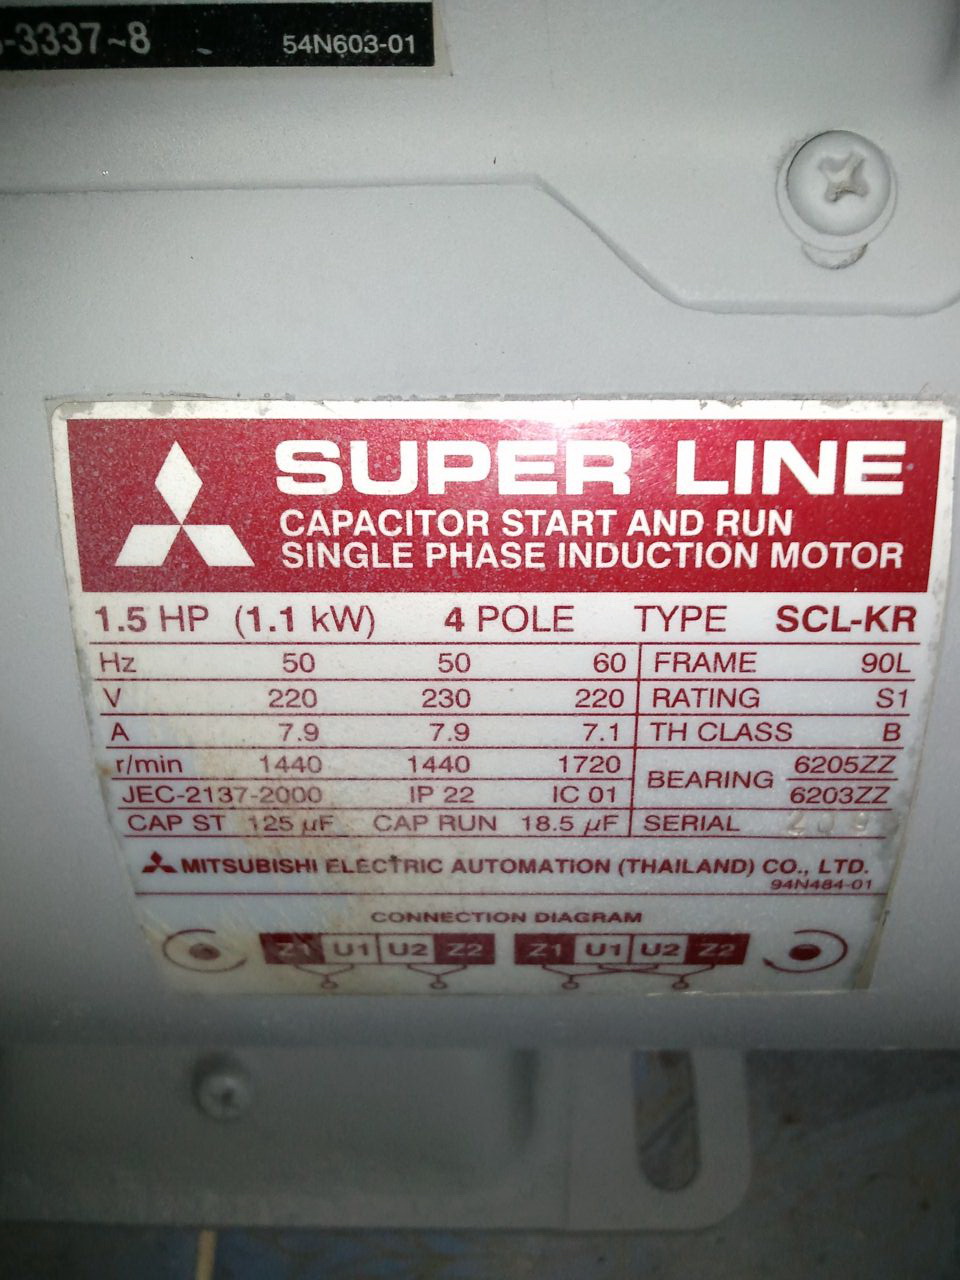 -3337~8 54N603-01
SUPER LINE
CAPACITOR START AND RUN
SINGLE PHASE INDUCTION MOTOR
1.5 HP (1.1 kW) 4 POLE TYPE SCL-KR
Hz 50 50 60 FRAME 90L
V 220 230 220 RATING S1
A 7.9 7.9 7.1 TH CLASS B
r/min 1440 1440 1720 BEARING 6205ZZ
JEC-2137-2000 IP 22 IC 01 6203ZZ
CAP ST 125 µF CAP RUN 18.5 µF SERIAL
MITSUBISHI ELECTRIC AUTOMATION (THAILAND) CO., LTD.
94N484-01
CONNECTION DIAGRAM
Z1 U1 U2 Z2 Z1 U1 U2 Z2